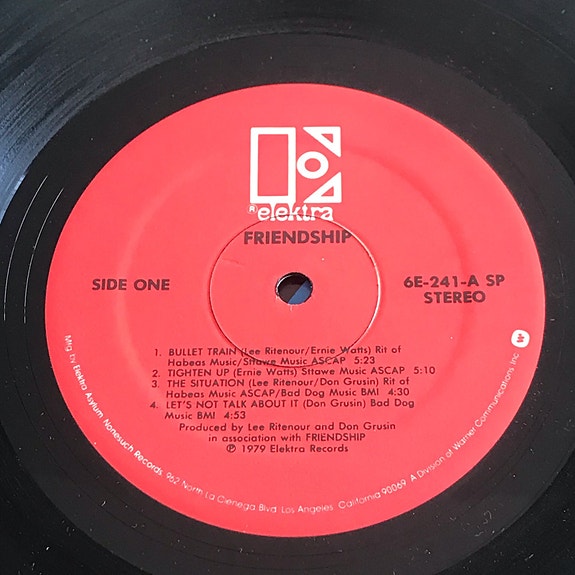 ® elektra
FRIENDSHIP
SIDE ONE
6E-241-A SP
STEREO
1. BULLET TRAIN (Lee Ritenour/Ernie Watts) Rit of
Habeas Music/Sttawe Music ASCAP 5:23
2. TIGHTEN UP (Ernie Watts) Sttawe Music ASCAP 5:10
3. THE SITUATION (Lee Ritenour/Don Grusin) Rit of
Habeas Music ASCAP/Bad Dog Music BMI 4:30
4. LET'S NOT TALK ABOUT IT (Don Grusin) Bad Dog
Music BMI 4:53
Produced by Lee Ritenour and Don Grusin
in association with FRIENDSHIP
℗ 1979 Elektra Records
Mfg. by Elektra Asylum Nonesuch Records. 962 North La Cienega Blvd. Los Angeles. California 90069 A Division of Warner Communications Inc